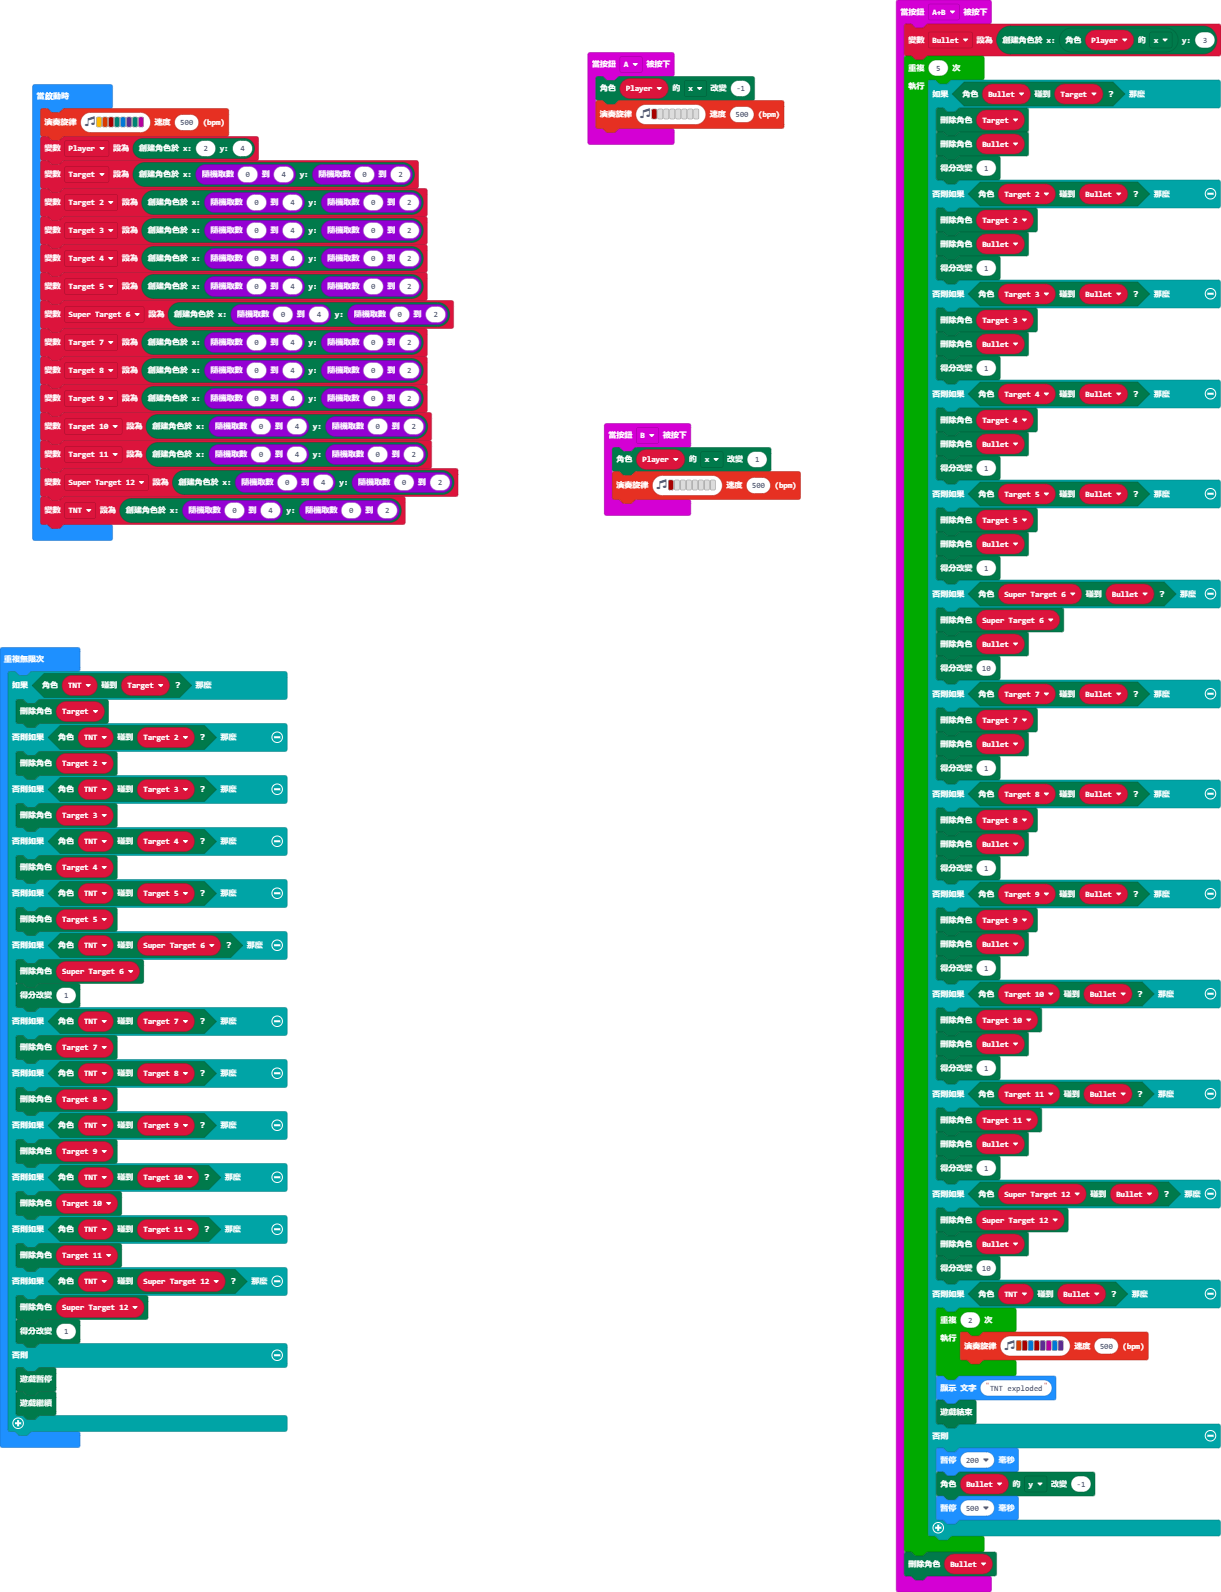 當啟動時
演奏旋律 速度 500 (bpm)
變數 Player 設為 創建角色於 x: 2 y: 4
變數 Target 設為 創建角色於 x: 隨機取數 0 到 4 y: 隨機取數 0 到 2
變數 Target 2 設為 創建角色於 x: 隨機取數 0 到 4 y: 隨機取數 0 到 2
變數 Target 3 設為 創建角色於 x: 隨機取數 0 到 4 y: 隨機取數 0 到 2
變數 Target 4 設為 創建角色於 x: 隨機取數 0 到 4 y: 隨機取數 0 到 2
變數 Target 5 設為 創建角色於 x: 隨機取數 0 到 4 y: 隨機取數 0 到 2
變數 Super Target 6 設為 創建角色於 x: 隨機取數 0 到 4 y: 隨機取數 0 到 2
變數 Target 7 設為 創建角色於 x: 隨機取數 0 到 4 y: 隨機取數 0 到 2
變數 Target 8 設為 創建角色於 x: 隨機取數 0 到 4 y: 隨機取數 0 到 2
變數 Target 9 設為 創建角色於 x: 隨機取數 0 到 4 y: 隨機取數 0 到 2
變數 Target 10 設為 創建角色於 x: 隨機取數 0 到 4 y: 隨機取數 0 到 2
變數 Target 11 設為 創建角色於 x: 隨機取數 0 到 4 y: 隨機取數 0 到 2
變數 Super Target 12 設為 創建角色於 x: 隨機取數 0 到 4 y: 隨機取數 0 到 2
變數 TNT 設為 創建角色於 x: 隨機取數 0 到 4 y: 隨機取數 0 到 2
當按鈕 A 被按下
角色 Player 的 x 改變 -1
演奏旋律 速度 500 (bpm)
當按鈕 B 被按下
角色 Player 的 x 改變 1
演奏旋律 速度 500 (bpm)
重複無限次
如果 角色 TNT 碰到 Target ? 那麼
刪除角色 Target
否則如果 角色 TNT 碰到 Target 2 ? 那麼
刪除角色 Target 2
否則如果 角色 TNT 碰到 Target 3 ? 那麼
刪除角色 Target 3
否則如果 角色 TNT 碰到 Target 4 ? 那麼
刪除角色 Target 4
否則如果 角色 TNT 碰到 Target 5 ? 那麼
刪除角色 Target 5
否則如果 角色 TNT 碰到 Super Target 6 ? 那麼
刪除角色 Super Target 6
得分改變 1
否則如果 角色 TNT 碰到 Target 7 ? 那麼
刪除角色 Target 7
否則如果 角色 TNT 碰到 Target 8 ? 那麼
刪除角色 Target 8
否則如果 角色 TNT 碰到 Target 9 ? 那麼
刪除角色 Target 9
否則如果 角色 TNT 碰到 Target 10 ? 那麼
刪除角色 Target 10
否則如果 角色 TNT 碰到 Target 11 ? 那麼
刪除角色 Target 11
否則如果 角色 TNT 碰到 Super Target 12 ? 那麼
刪除角色 Super Target 12
得分改變 1
否則
遊戲暫停
遊戲繼續
當按鈕 A+B 被按下
變數 Bullet 設為 創建角色於 x: 角色 Player 的 x y: 3
重複 5 次
執行 如果 角色 Bullet 碰到 Target ? 那麼
刪除角色 Target
刪除角色 Bullet
得分改變 1
否則如果 角色 Target 2 碰到 Bullet ? 那麼
刪除角色 Target 2
刪除角色 Bullet
得分改變 1
否則如果 角色 Target 3 碰到 Bullet ? 那麼
刪除角色 Target 3
刪除角色 Bullet
得分改變 1
否則如果 角色 Target 4 碰到 Bullet ? 那麼
刪除角色 Target 4
刪除角色 Bullet
得分改變 1
否則如果 角色 Target 5 碰到 Bullet ? 那麼
刪除角色 Target 5
刪除角色 Bullet
得分改變 1
否則如果 角色 Super Target 6 碰到 Bullet ? 那麼
刪除角色 Super Target 6
刪除角色 Bullet
得分改變 10
否則如果 角色 Target 7 碰到 Bullet ? 那麼
刪除角色 Target 7
刪除角色 Bullet
得分改變 1
否則如果 角色 Target 8 碰到 Bullet ? 那麼
刪除角色 Target 8
刪除角色 Bullet
得分改變 1
否則如果 角色 Target 9 碰到 Bullet ? 那麼
刪除角色 Target 9
刪除角色 Bullet
得分改變 1
否則如果 角色 Target 10 碰到 Bullet ? 那麼
刪除角色 Target 10
刪除角色 Bullet
得分改變 1
否則如果 角色 Target 11 碰到 Bullet ? 那麼
刪除角色 Target 11
刪除角色 Bullet
得分改變 1
否則如果 角色 Super Target 12 碰到 Bullet ? 那麼
刪除角色 Super Target 12
刪除角色 Bullet
得分改變 10
否則如果 角色 TNT 碰到 Bullet ? 那麼
重複 2 次
執行 演奏旋律 速度 500 (bpm)
顯示 文字 "TNT exploded"
遊戲結束
否則
暫停 200 毫秒
角色 Bullet 的 y 改變 -1
暫停 500 毫秒
刪除角色 Bullet